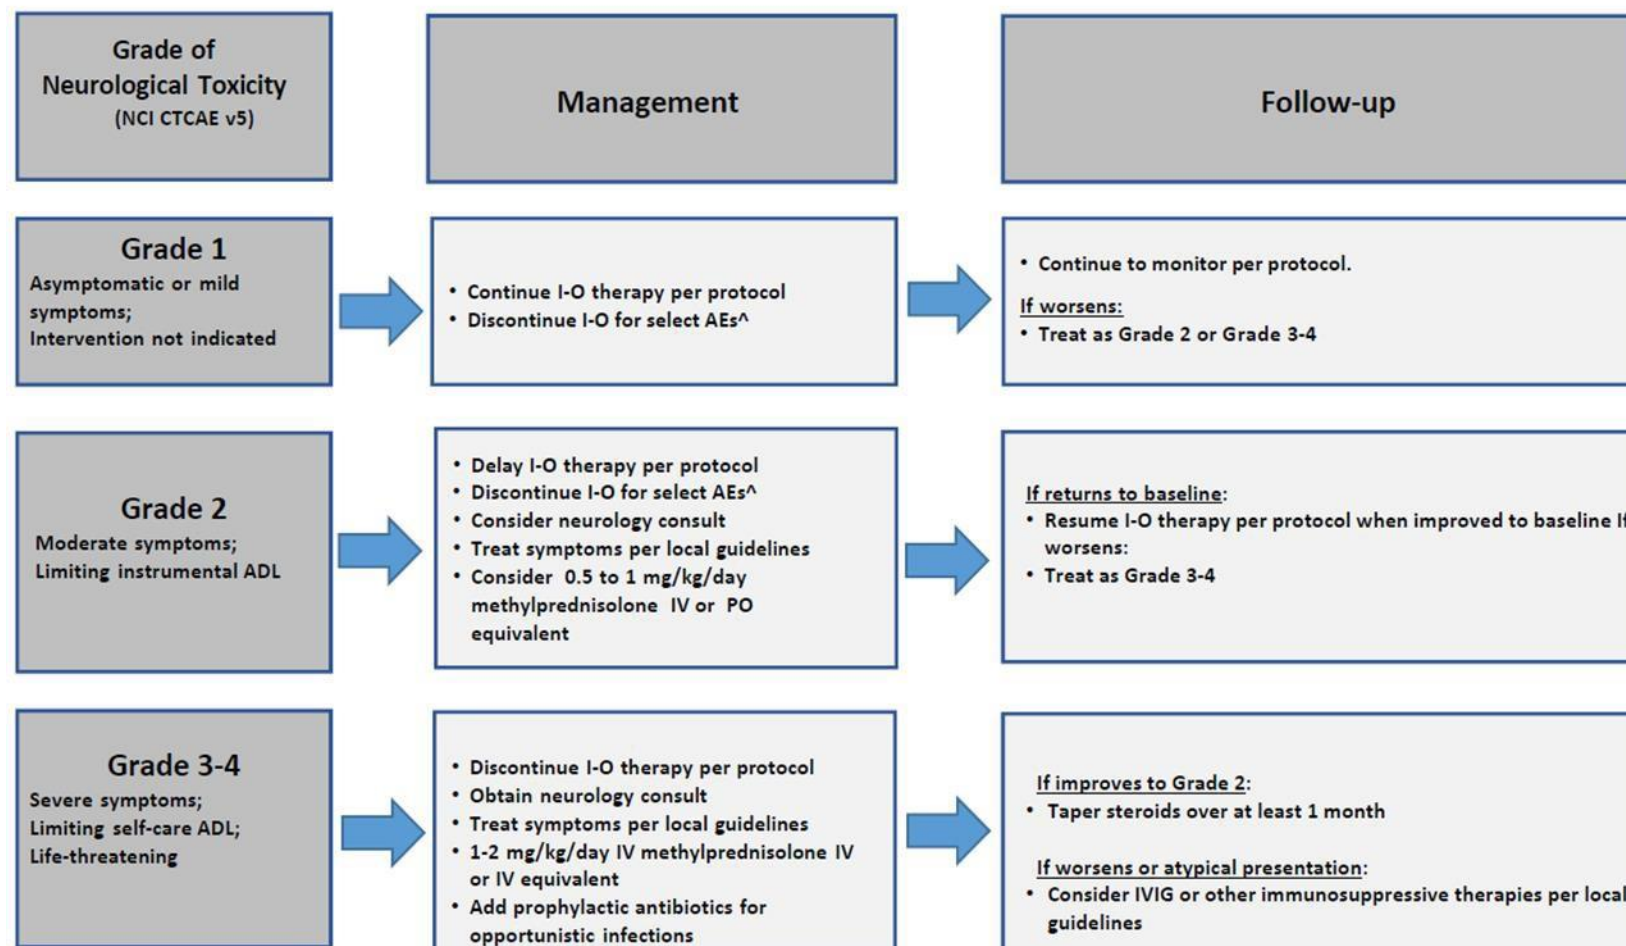 Grade of
Neurological Toxicity
(NCI CTCAE v5)
Management
Follow-up
Grade 1
Asymptomatic or mild
symptoms;
Intervention not indicated
• Continue I-O therapy per protocol
• Discontinue I-O for select AEs^
• Continue to monitor per protocol.
If worsens:
• Treat as Grade 2 or Grade 3-4
Grade 2
Moderate symptoms;
Limiting instrumental ADL
• Delay I-O therapy per protocol
• Discontinue I-O for select AEs^
• Consider neurology consult
• Treat symptoms per local guidelines
• Consider 0.5 to 1 mg/kg/day
methylprednisolone IV or PO
equivalent
If returns to baseline:
• Resume I-O therapy per protocol when improved to baseline If
worsens:
• Treat as Grade 3-4
Grade 3-4
Severe symptoms;
Limiting self-care ADL;
Life-threatening
• Discontinue I-O therapy per protocol
• Obtain neurology consult
• Treat symptoms per local guidelines
• 1-2 mg/kg/day IV methylprednisolone IV
or IV equivalent
• Add prophylactic antibiotics for
opportunistic infections
If improves to Grade 2:
• Taper steroids over at least 1 month
If worsens or atypical presentation:
• Consider IVIG or other immunosuppressive therapies per local
guidelines